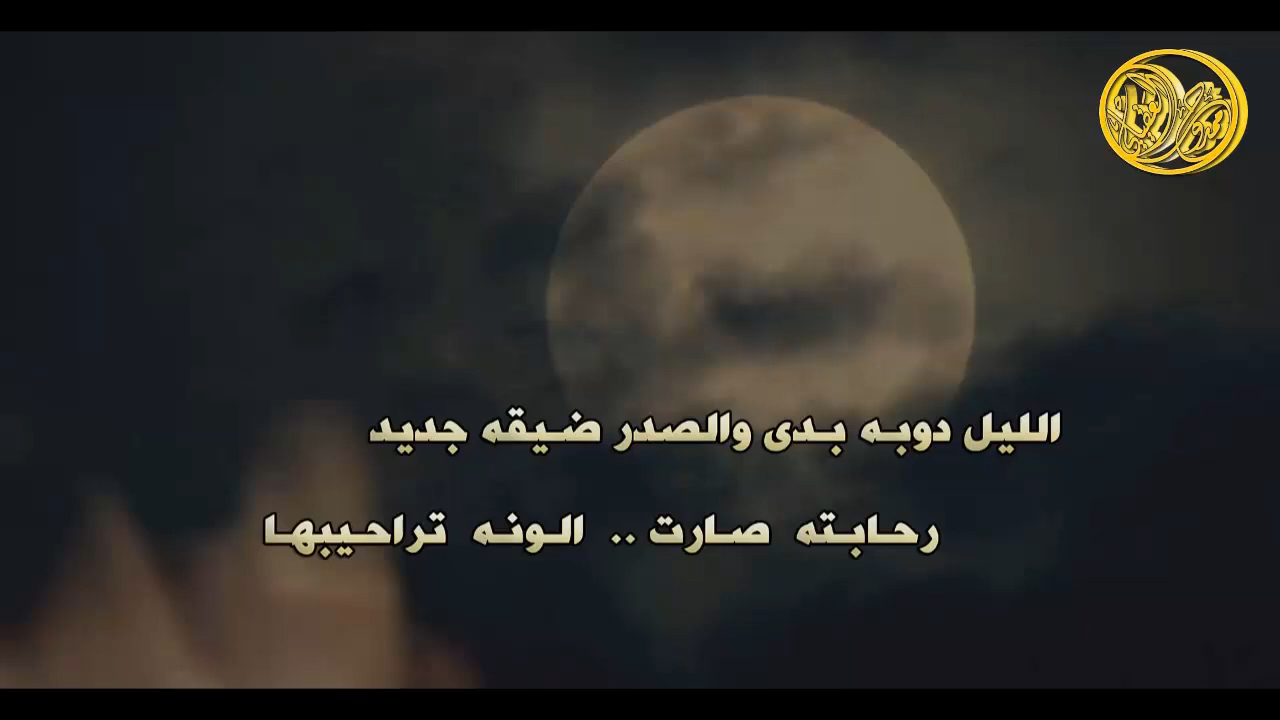 الليل دوبه بدى والصدر ضيقه جديد
رحابته صارت .. الونه تراحيبها